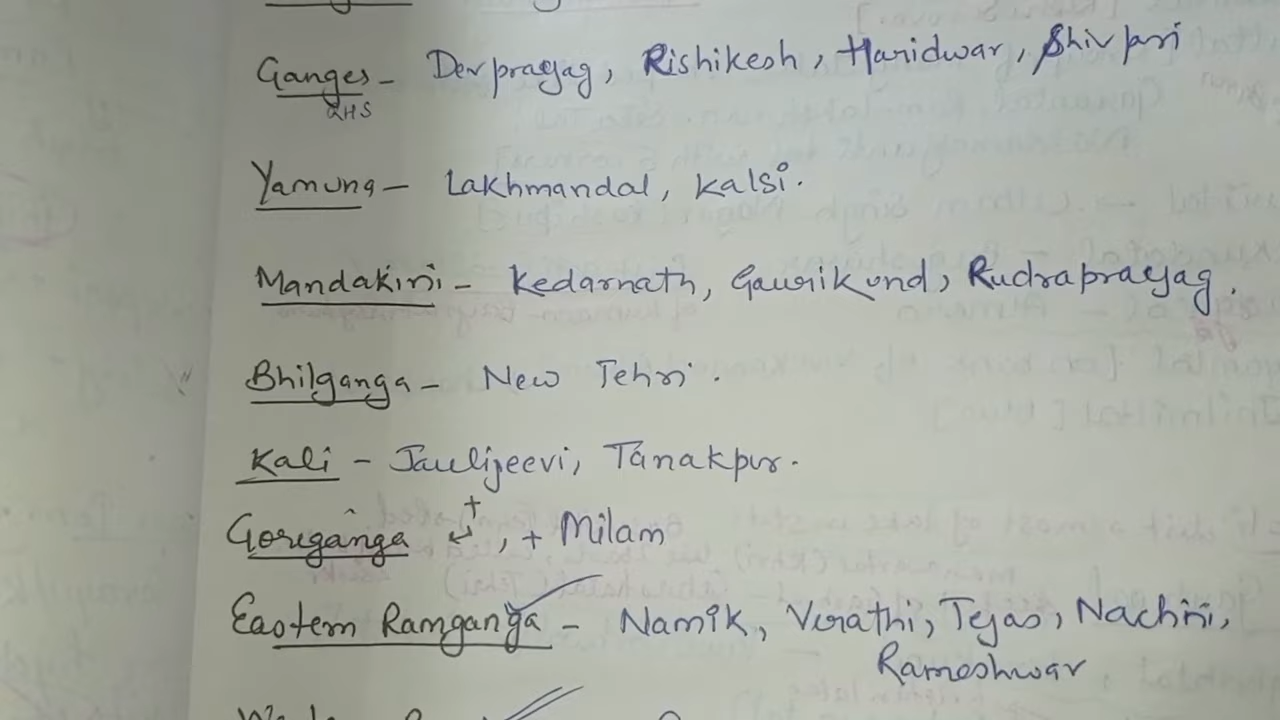 Ganges - Devprayag, Rishikesh, Haridwar, Shivpuri
RHS
Yamuna - Lakhmandal, Kalsi.
Mandakini - Kedarnath, Gaurikund, Rudraprayag.
Bhilganga - New Tehri.
Kali - Jauljeevi, Tanakpur.
Goreganga ↵+, + Milam
Eastern Ramganga - Namik, Verathi, Tejas, Nachni,
Rameshwar